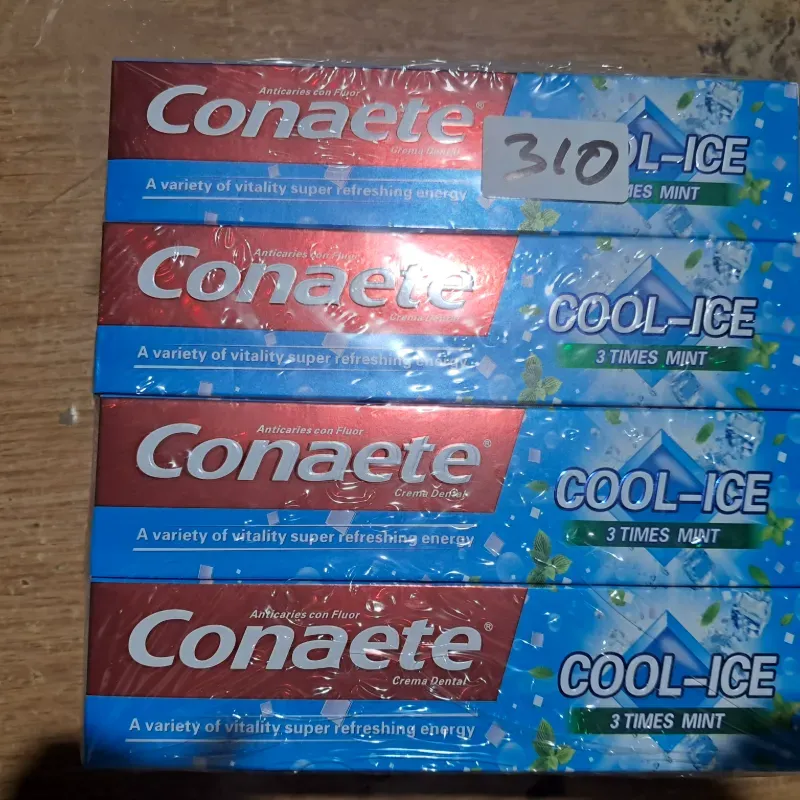 Anticaries con Fluor
Conaete®
Crema Dental
A variety of vitality super refreshing energy
310
OL-ICE
MES MINT
Anticaries con Fluor
Conaete
Crema Dental
A variety of vitality super refreshing energy
COOL-ICE
3 TIMES MINT
Anticaries con Fluor
Conaete®
Crema Dental
A variety of vitality super refreshing energy
COOL-ICE
3 TIMES MINT
Anticaries con Fluor
Conaete®
Crema Dental
A variety of vitality super refreshing energy
COOL-ICE
3 TIMES MINT